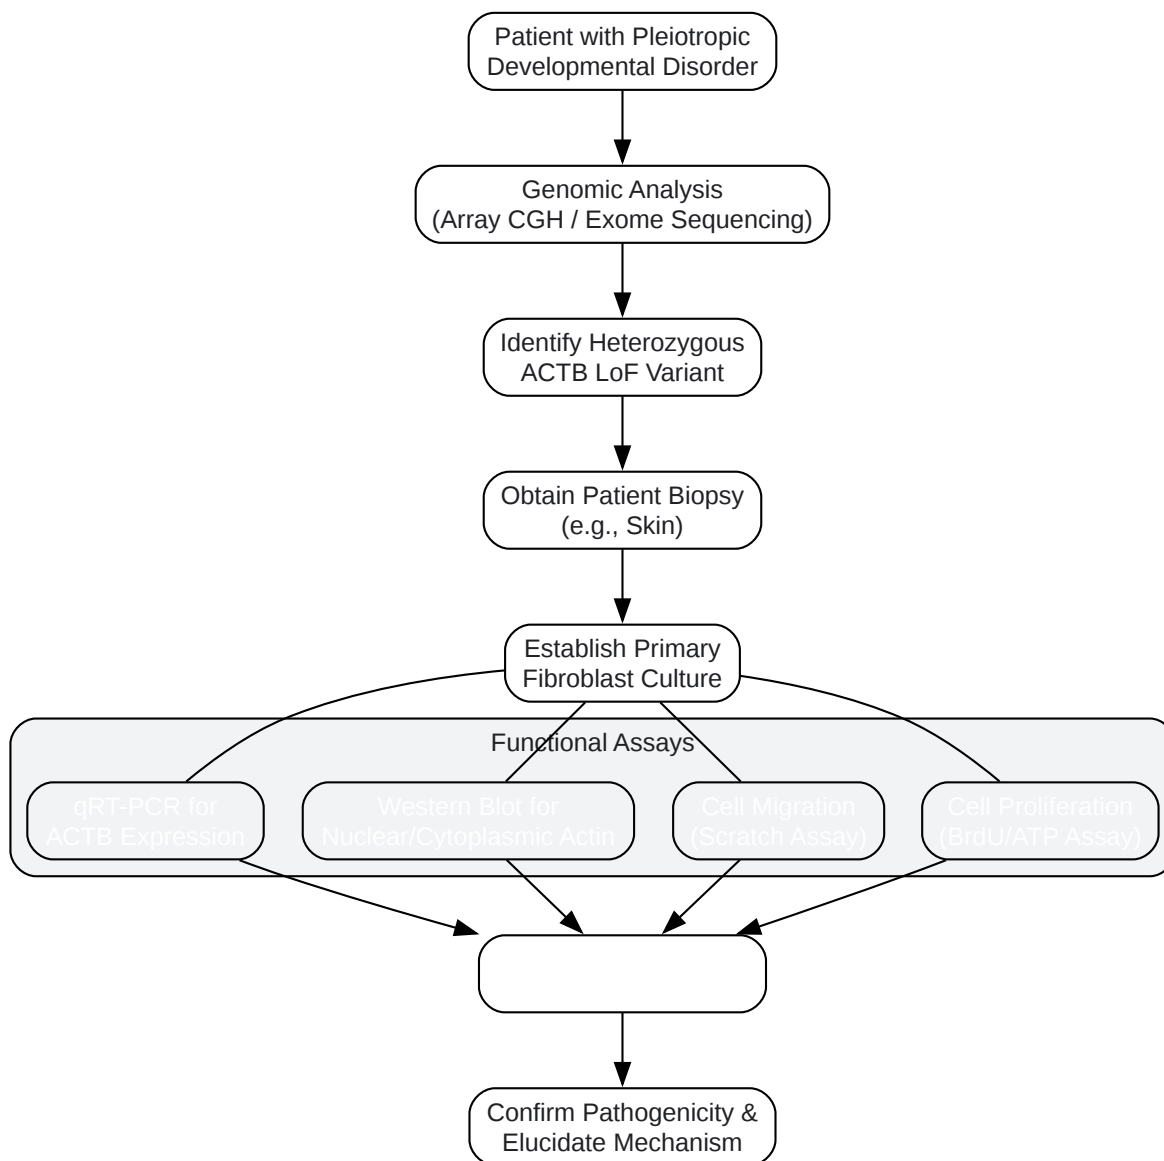 Patient with Pleiotropic
Developmental Disorder
Genomic Analysis
(Array CGH / Exome Sequencing)
Identify Heterozygous
ACTB LoF Variant
Obtain Patient Biopsy
(e.g., Skin)
Establish Primary
Fibroblast Culture
Functional Assays
qRT-PCR for
ACTB Expression
Western Blot for
Nuclear/Cytoplasmic Actin
Cell Migration
(Scratch Assay)
Cell Proliferation
(BrdU/ATP Assay)
Confirm Pathogenicity &
Elucidate Mechanism